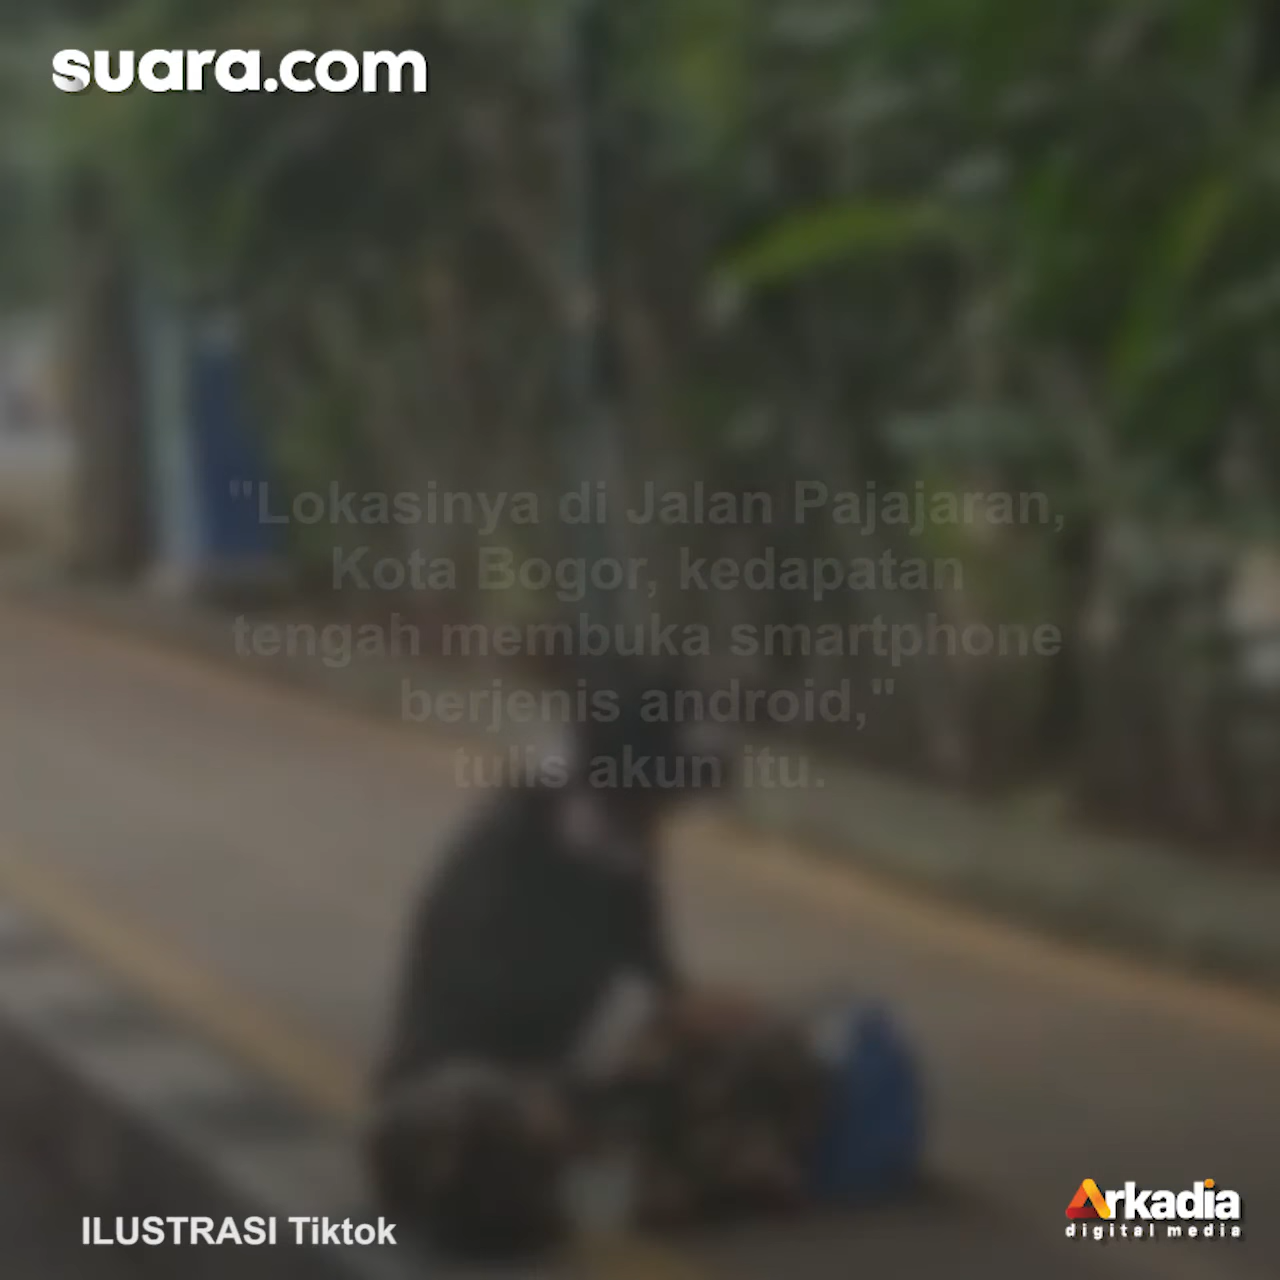 suara.com
"Lokasinya di Jalan Pajajaran,
Kota Bogor, kedapatan
tengah membuka smartphone
berjenis android,"
tulis akun itu.
ILUSTRASI Tiktok
Arkadia
digital media